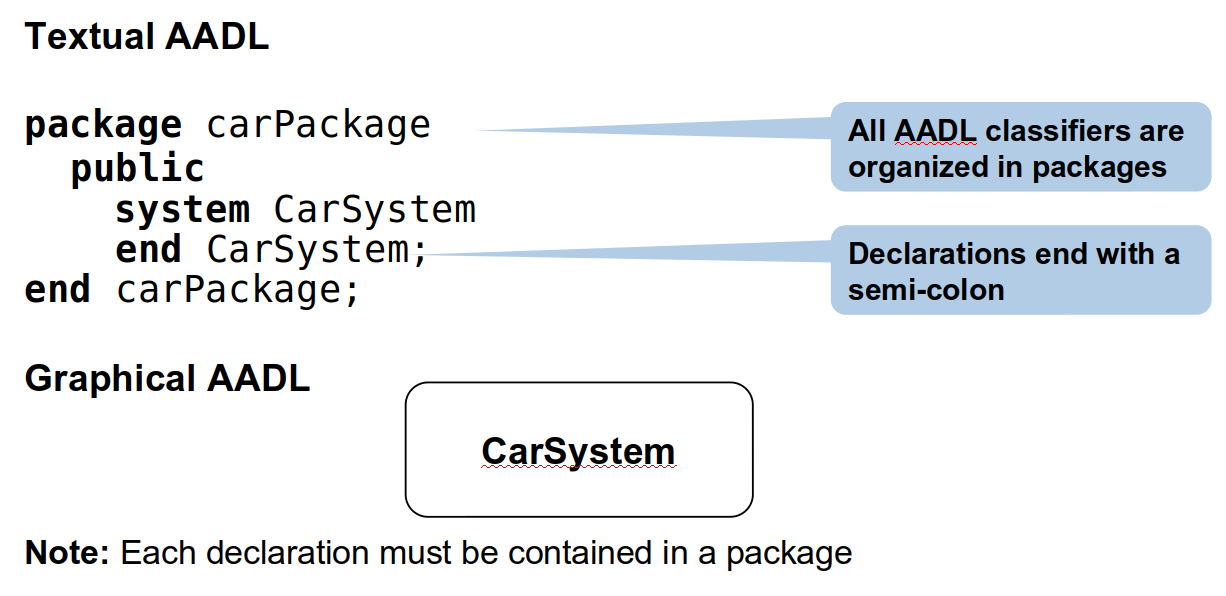 Textual AADL
package carPackage
public
system CarSystem
end CarSystem;
end carPackage;
All AADL classifiers are
organized in packages
Declarations end with a
semi-colon
Graphical AADL
CarSystem
Note: Each declaration must be contained in a package